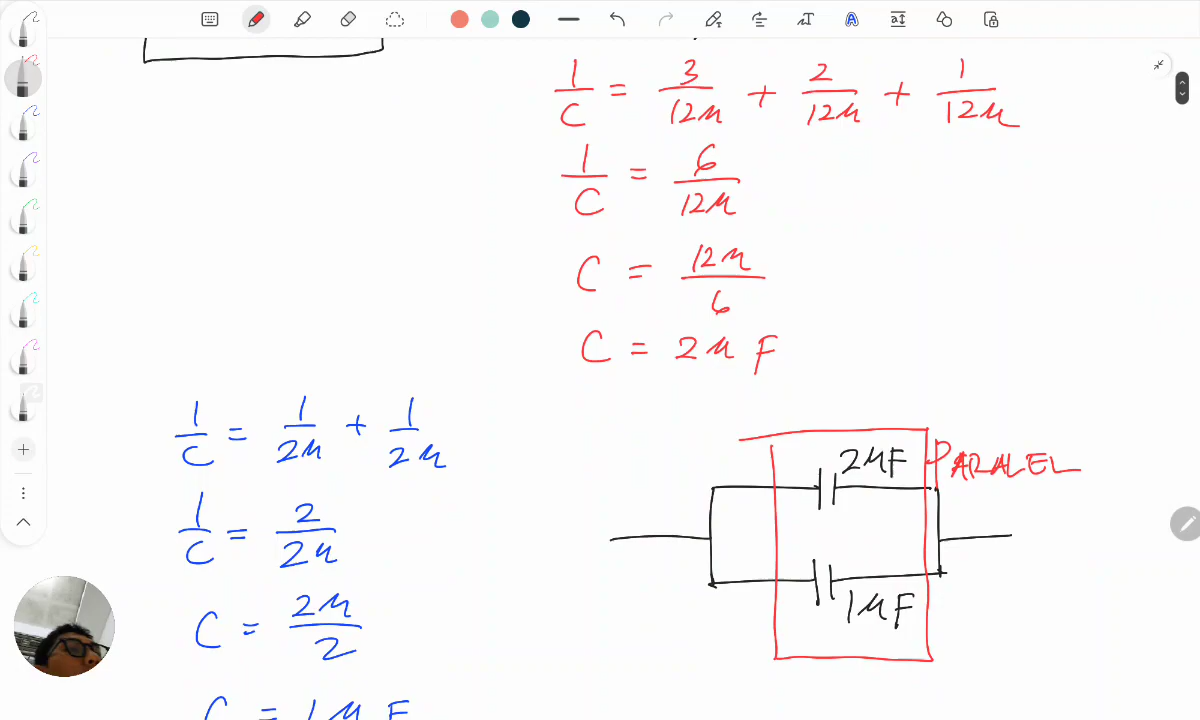 1/C = 3/12μ + 2/12μ + 1/12μ
1/C = 6/12μ
C = 12μ/6
C = 2μ F
1/C = 1/2μ + 1/2μ
1/C = 2/2μ
C = 2μ/2
C = 1μ F
2μF PARALEL
1μF